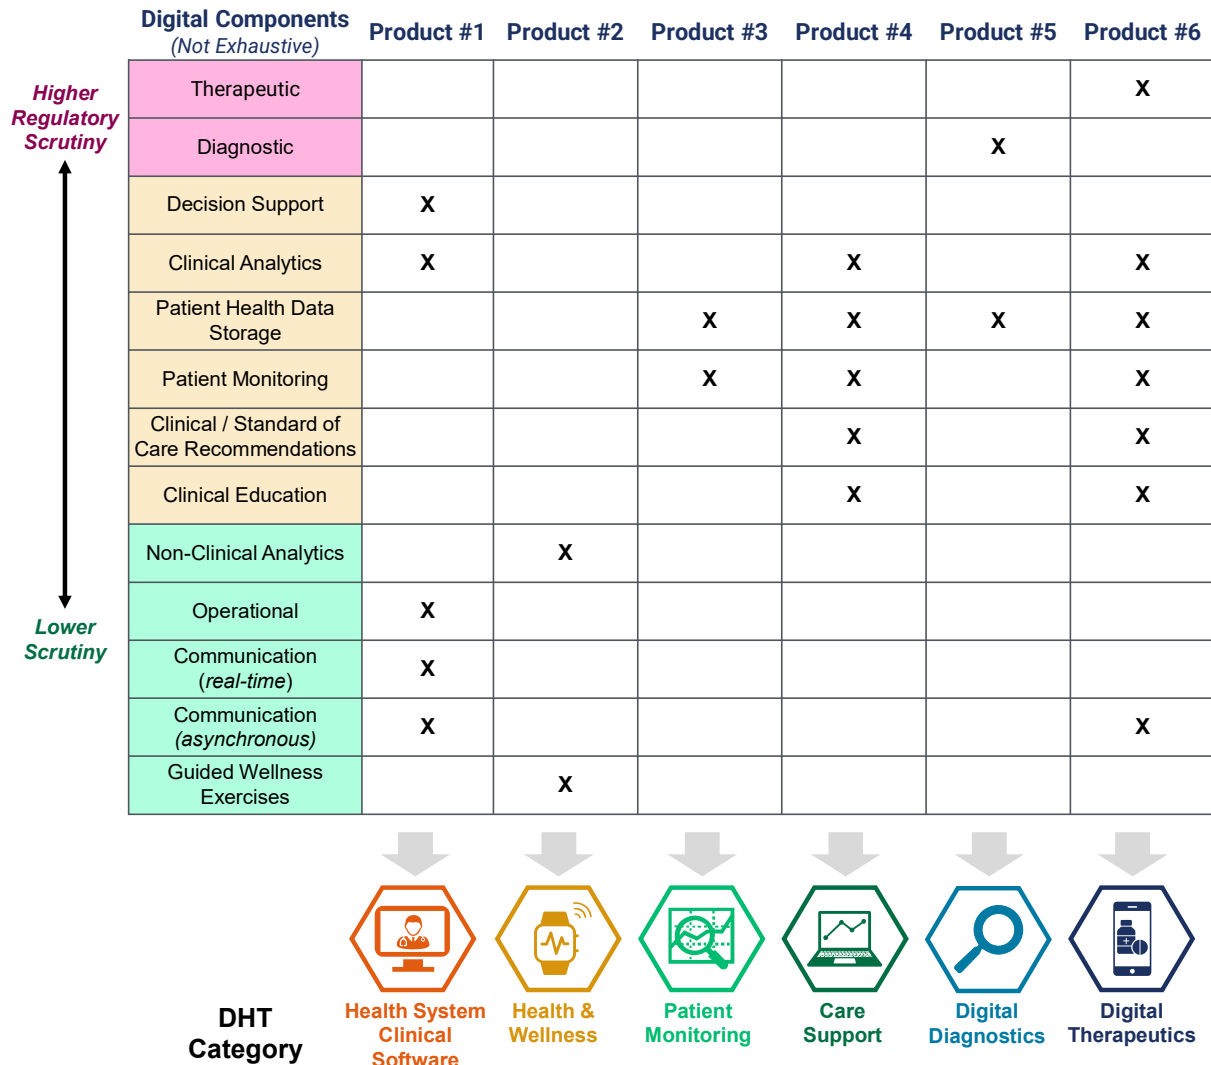 Digital Components
(Not Exhaustive)
Product #1
Product #2
Product #3
Product #4
Product #5
Product #6
Higher
Regulatory
Scrutiny
Lower
Scrutiny
Therapeutic X
Diagnostic X
Decision Support X
Clinical Analytics X X X
Patient Health Data
Storage X X X X
Patient Monitoring X X X
Clinical / Standard of
Care Recommendations X X
Clinical Education X X
Non-Clinical Analytics X
Operational X
Communication
(real-time) X
Communication
(asynchronous) X X
Guided Wellness
Exercises X
DHT
Category
Health System
Clinical
Software
Health &
Wellness
Patient
Monitoring
Care
Support
Digital
Diagnostics
Digital
Therapeutics